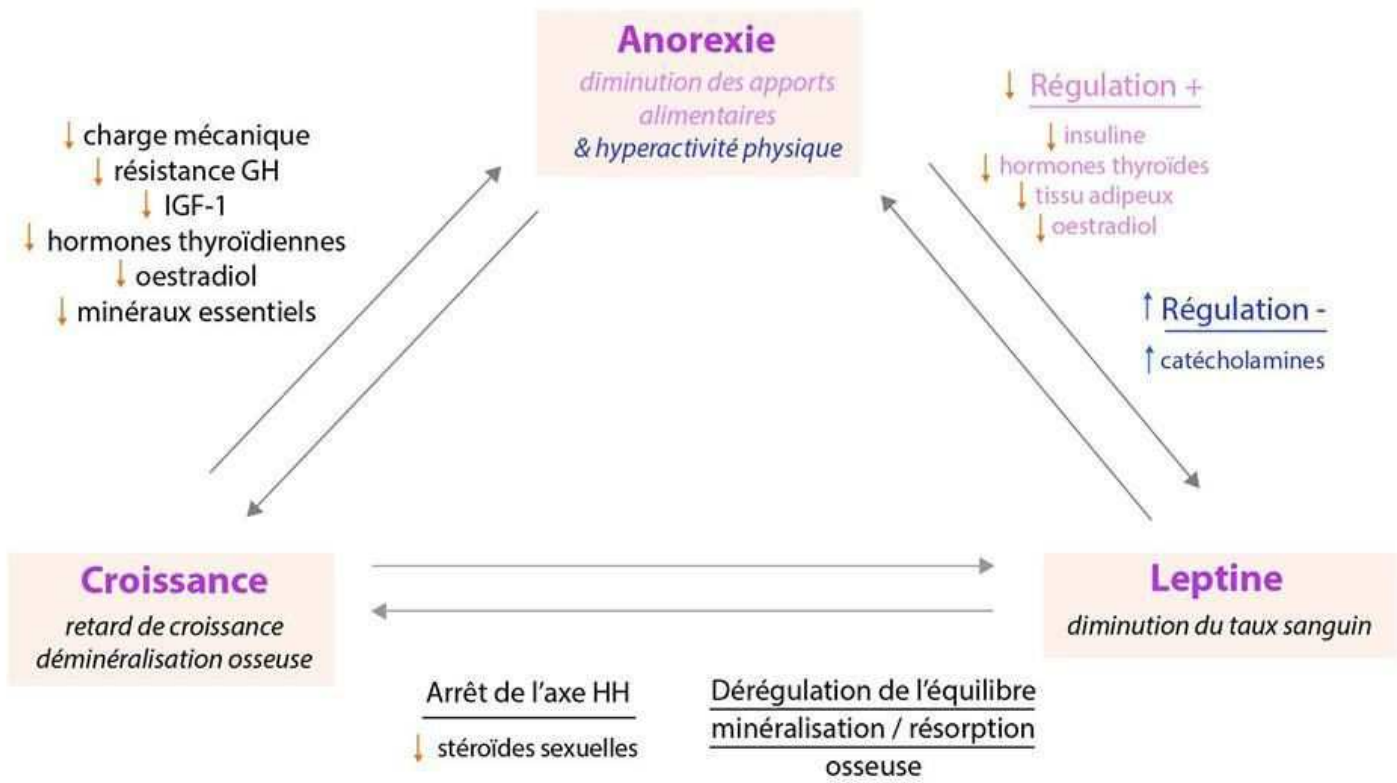 Anorexie
diminution des apports
alimentaires
& hyperactivité physique
↓ charge mécanique
↓ résistance GH
↓ IGF-1
↓ hormones thyroïdiennes
↓ oestradiol
↓ minéraux essentiels
↓ Régulation +
↓ insuline
↓ hormones thyroïdes
↓ tissu adipeux
↓ oestradiol
↑ Régulation -
↑ catécholamines
Croissance
retard de croissance
déminéralisation osseuse
Leptine
diminution du taux sanguin
Arrêt de l'axe HH
↓ stéroïdes sexuelles
Dérégulation de l'équilibre
minéralisation / résorption
osseuse